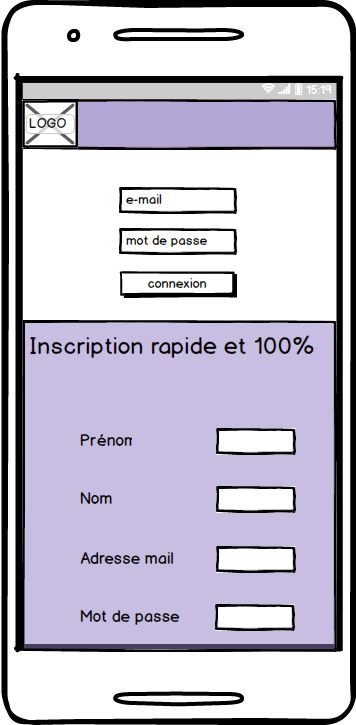 15:19
LOGO
e-mail
mot de passe
connexion
Inscription rapide et 100%
Prénom
Nom
Adresse mail
Mot de passe